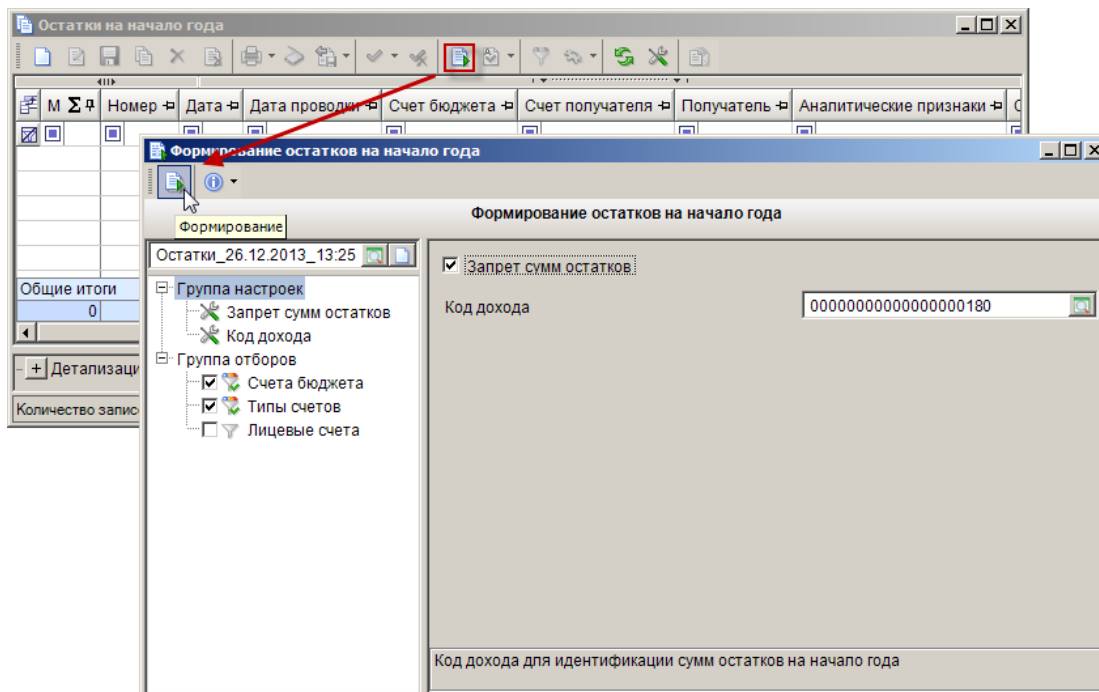 Остатки на начало года
М Σ Номер Дата Дата проводки Счет бюджета Счет получателя Получатель Аналитические признаки
Формирование остатков на начало года
Формирование остатков на начало года
Формирование
Остатки_26.12.2013_13:25
Запрет сумм остатков
Общие итоги
0
Группа настроек
Запрет сумм остатков
Код дохода
Группа отборов
Счета бюджета
Типы счетов
Лицевые счета
Код дохода 00000000000000000180
+ Детализаци
Количество записе
Код дохода для идентификации сумм остатков на начало года